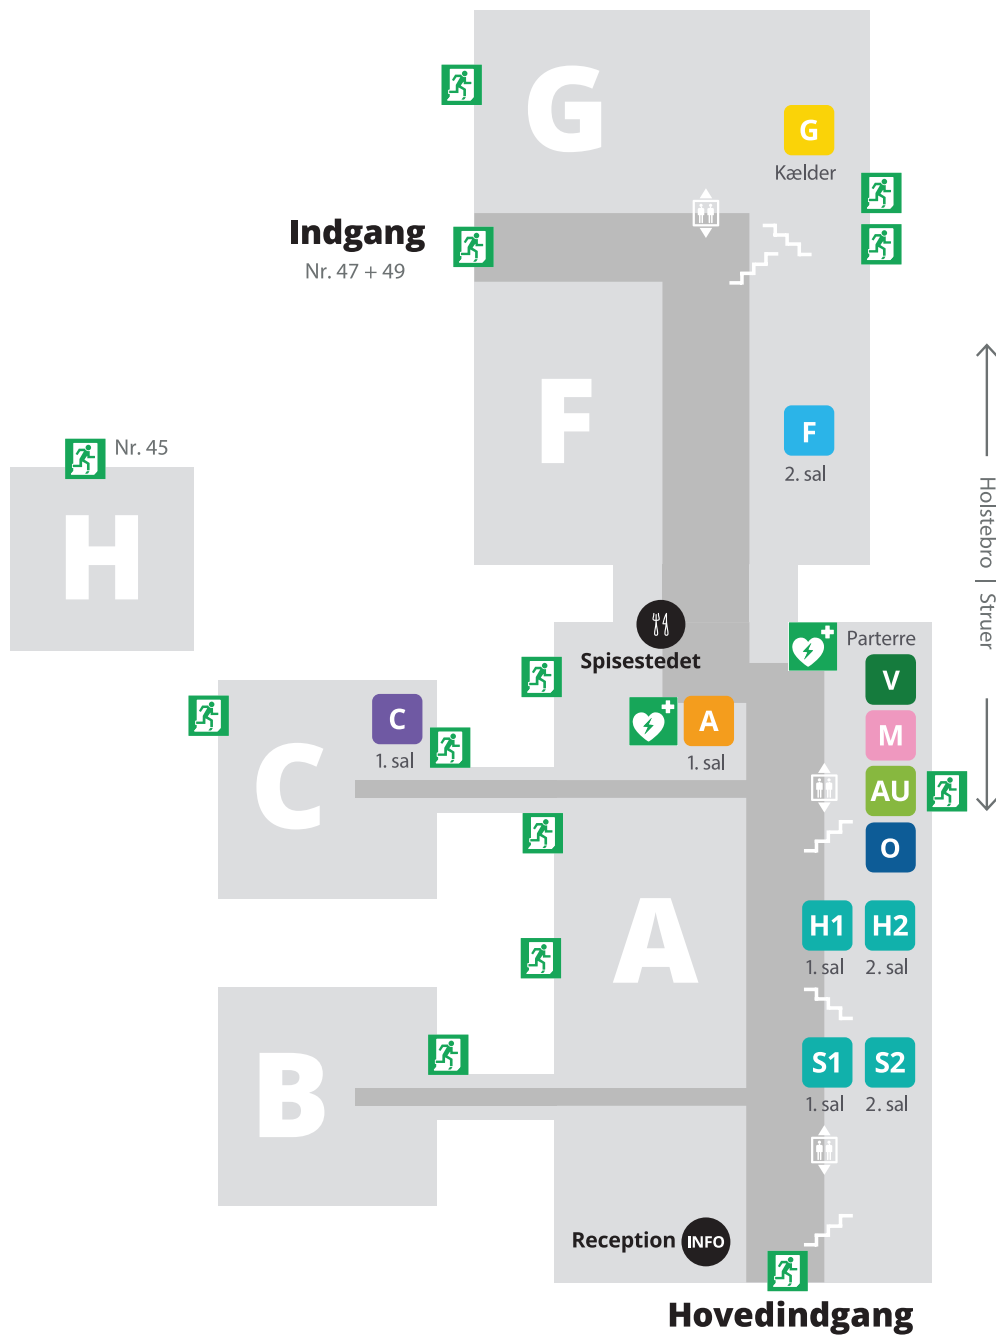 G
G
Kælder
Indgang
Nr. 47 + 49
F
F
2. sal
Nr. 45
H
Holstebro | Struer
Spisestedet
Parterre
V
M
AU
O
A
1. sal
C
1. sal
C
A
H1 H2
1. sal 2. sal
B
S1 S2
1. sal 2. sal
Reception INFO
Hovedindgang